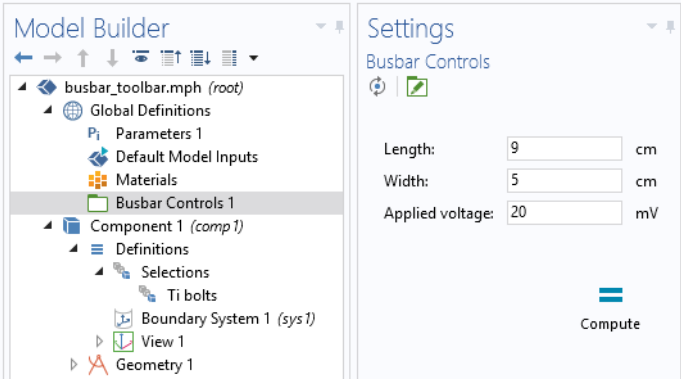 Model Builder
busbar_toolbar.mph (root)
Global Definitions
Pi Parameters 1
Default Model Inputs
Materials
Busbar Controls 1
Component 1 (comp1)
Definitions
Selections
Ti bolts
Boundary System 1 (sys1)
View 1
Geometry 1
Settings
Busbar Controls
Length: 9 cm
Width: 5 cm
Applied voltage: 20 mV
Compute